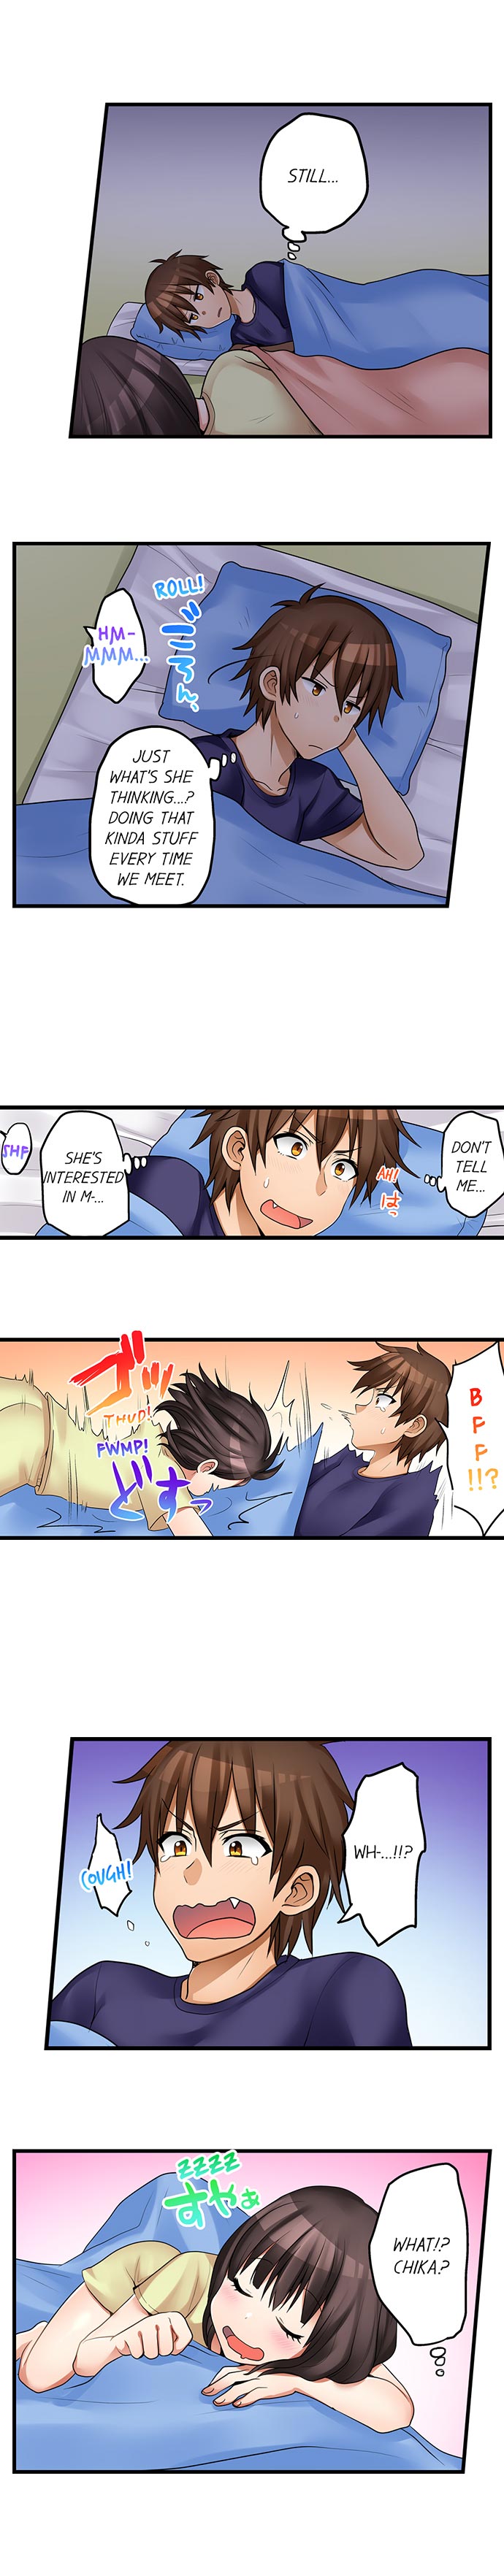 STILL...
ROLL!
ごろん
HM-
MMM...
JUST
WHAT'S SHE
THINKING...?
DOING THAT
KINDA STUFF
EVERY TIME
WE MEET.
DON'T
TELL
ME...
AH!
はっ
SHE'S
INTERESTED
IN M-...
SHF
B
F
F
!!?
ゴッ
THUD!
FWMP!
どすっ
WH-...!!?
COUGH!
ZZZZ
すやぁ
WHAT!?
CHIKA?